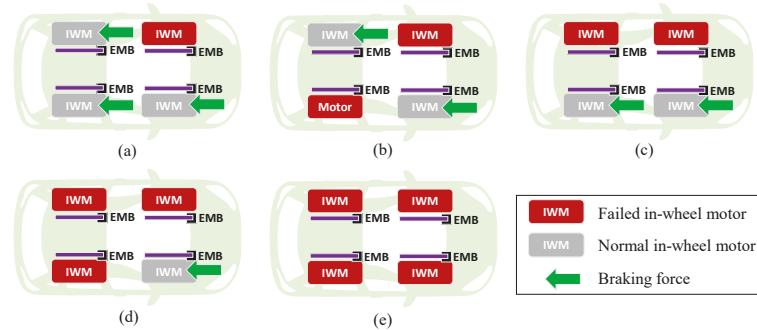 IWM IWM IWM IWM IWM IWM
EMB EMB EMB EMB EMB EMB
EMB EMB EMB EMB EMB EMB
IWM IWM Motor IWM IWM IWM
(a) (b) (c)
IWM IWM IWM IWM
EMB EMB EMB EMB
EMB EMB EMB EMB
IWM IWM IWM IWM
(d) (e)
IWM Failed in-wheel motor
IWM Normal in-wheel motor
Braking force